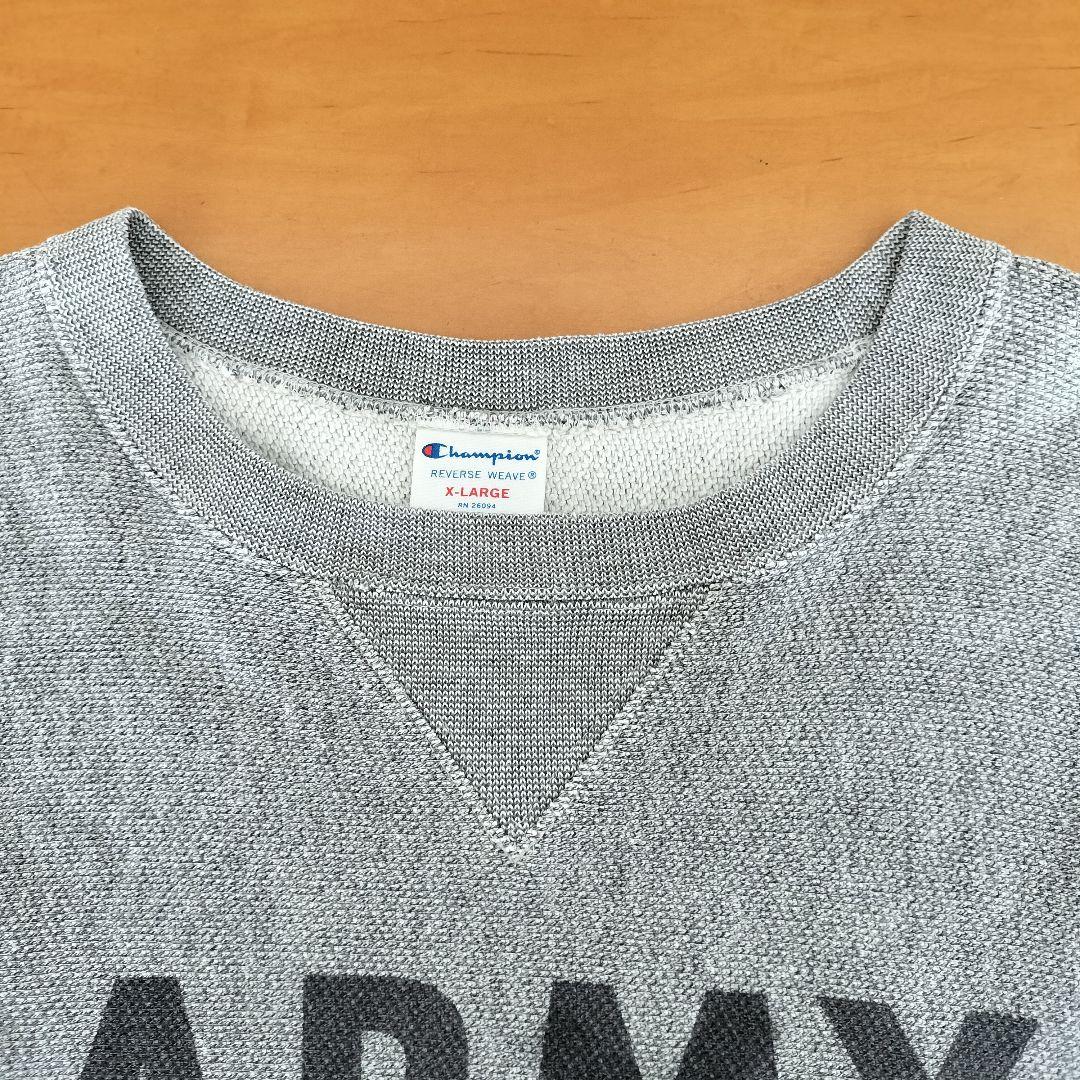 Champion®
REVERSE WEAVE®
X-LARGE
RN 26094
ARMY